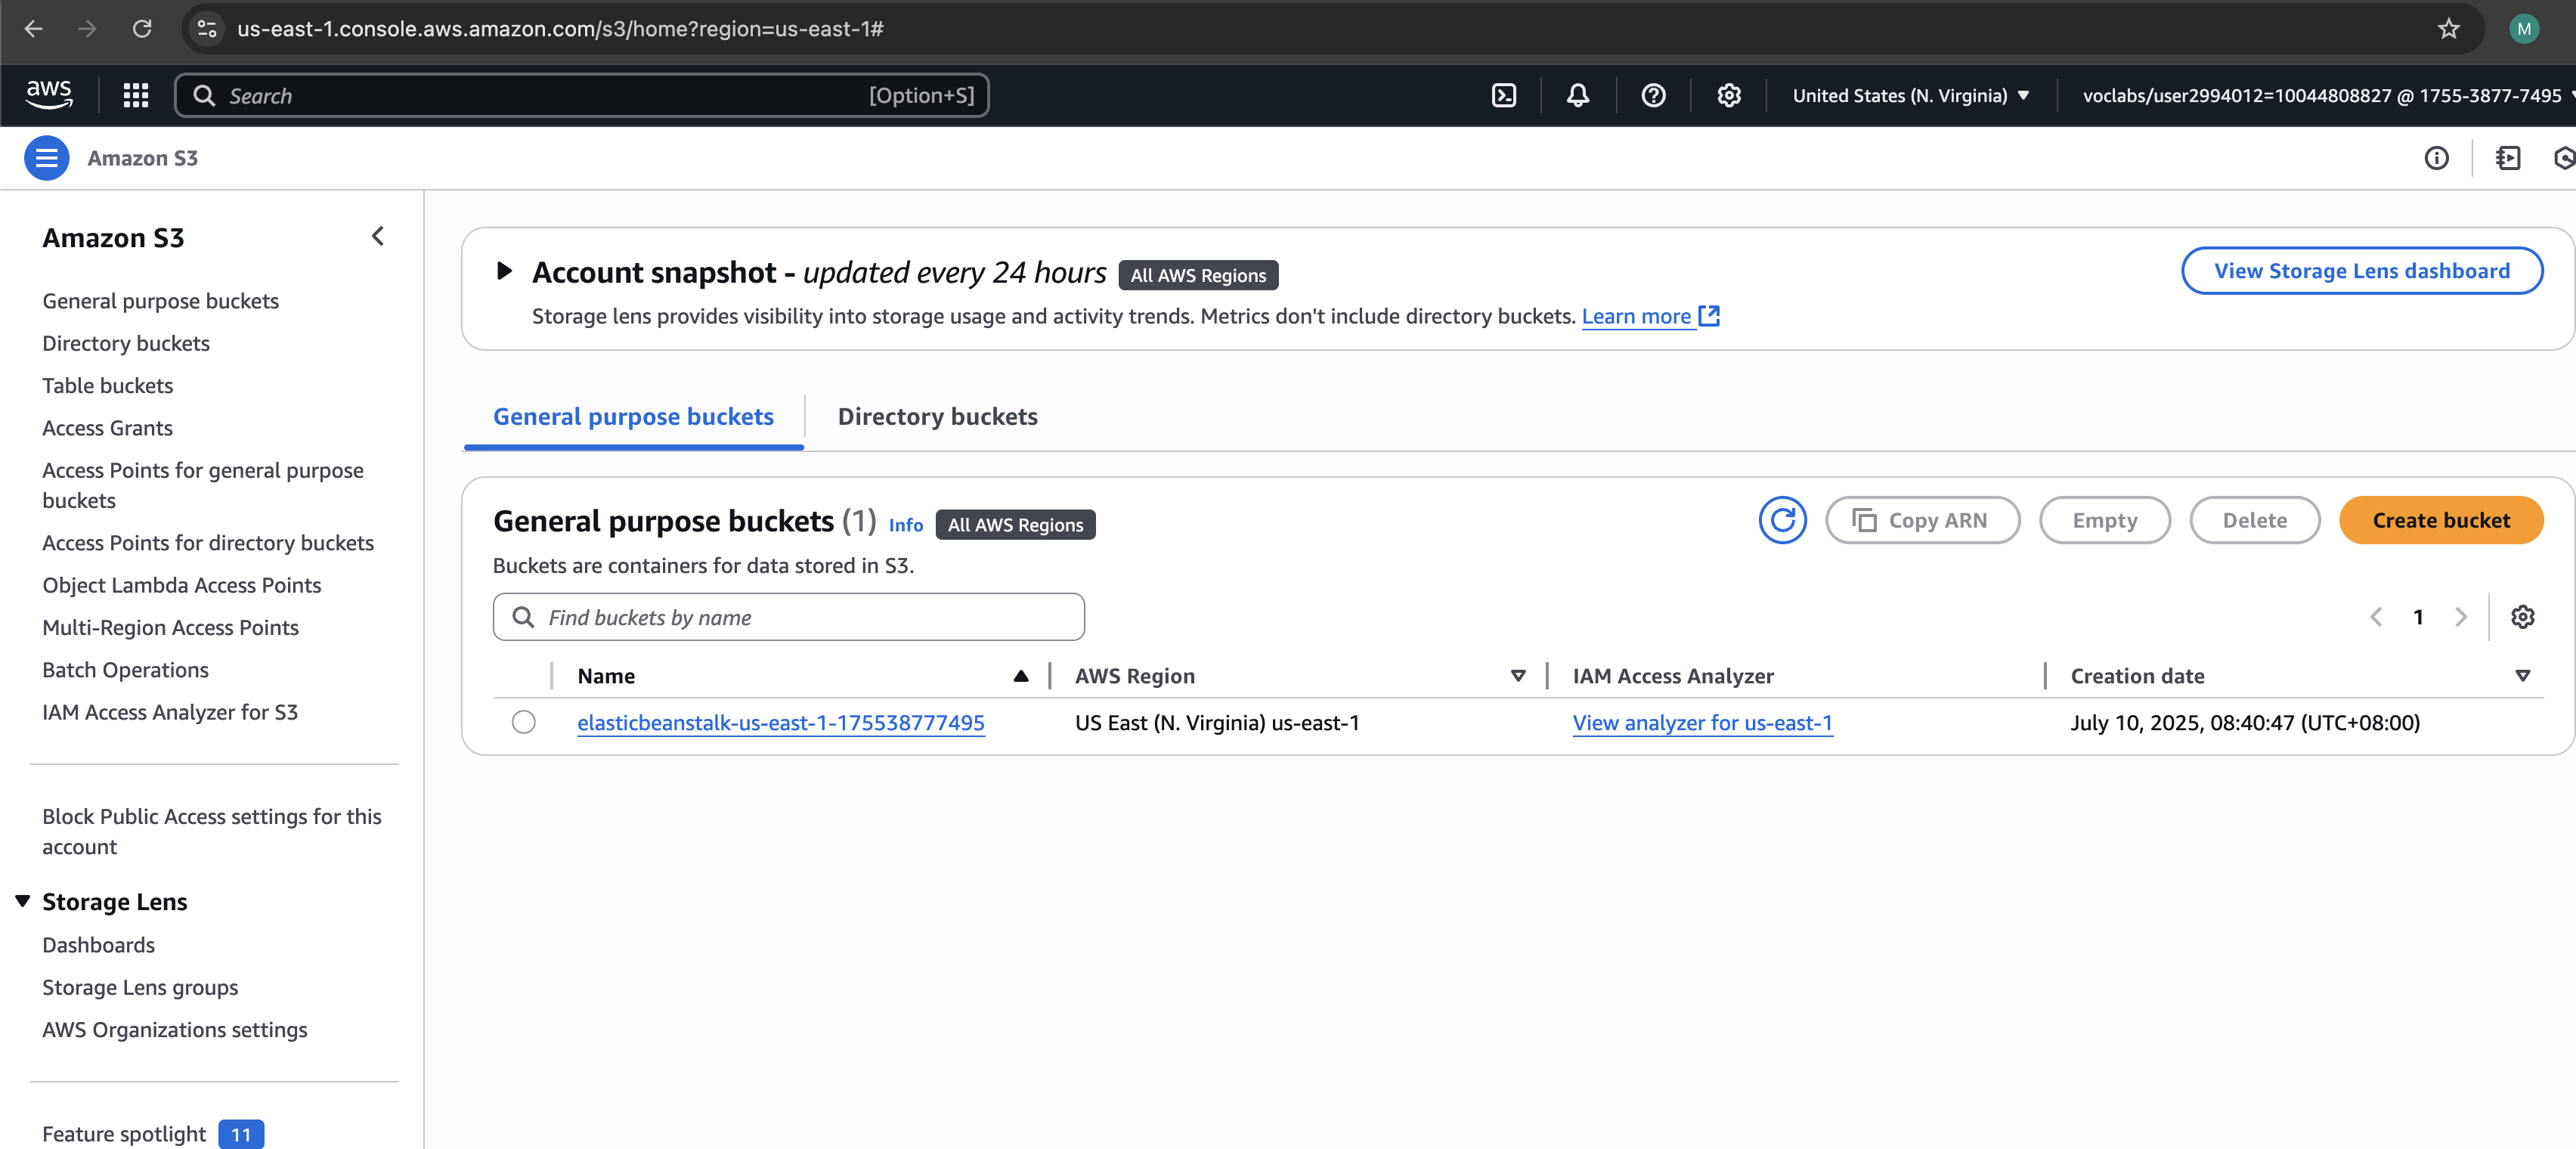 us-east-1.console.aws.amazon.com/s3/home?region=us-east-1#
M
aws
Search
[Option+S]
United States (N. Virginia)
voclabs/user2994012=10044808827 @ 1755-3877-7495
Amazon S3
Amazon S3
General purpose buckets
Directory buckets
Table buckets
Access Grants
Access Points for general purpose
buckets
Access Points for directory buckets
Object Lambda Access Points
Multi-Region Access Points
Batch Operations
IAM Access Analyzer for S3
Block Public Access settings for this
account
Storage Lens
Dashboards
Storage Lens groups
AWS Organizations settings
Feature spotlight 11
Account snapshot - updated every 24 hours All AWS Regions
View Storage Lens dashboard
Storage lens provides visibility into storage usage and activity trends. Metrics don't include directory buckets. Learn more
General purpose buckets
Directory buckets
General purpose buckets (1) Info All AWS Regions
Copy ARN
Empty
Delete
Create bucket
Buckets are containers for data stored in S3.
Find buckets by name
1
Name
AWS Region
IAM Access Analyzer
Creation date
elasticbeanstalk-us-east-1-175538777495
US East (N. Virginia) us-east-1
View analyzer for us-east-1
July 10, 2025, 08:40:47 (UTC+08:00)